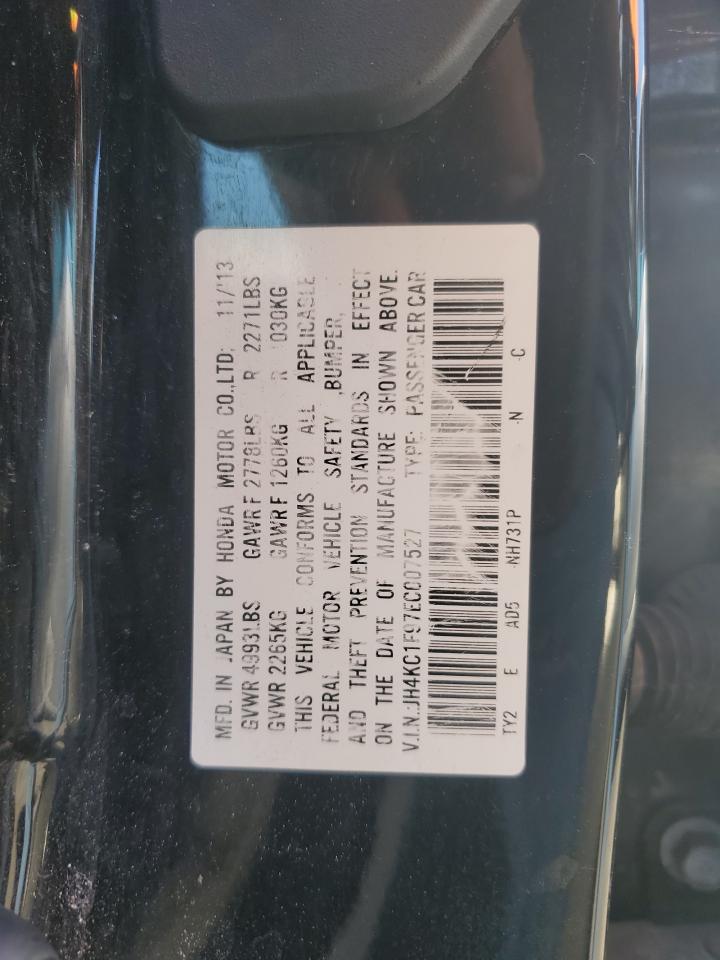 MFD. IN JAPAN BY HONDA MOTOR CO.,LTD; 11/'13
GVWR 4993LBS GAWR F 2778LBS R 2271LBS
GVWR 2265KG GAWR F 1260KG R 1030KG
THIS VEHICLE CONFORMS TO ALL APPLICABLE
FEDERAL MOTOR VEHICLE SAFETY ,BUMPER,
AND THEFT PREVENTION STANDARDS IN EFFECT
ON THE DATE OF MANUFACTURE SHOWN ABOVE.
V.I.N.:JH4KC1F97EC007527 TYPE: PASSENGER CAR
TY2 E AD5 -NH731P -N -C